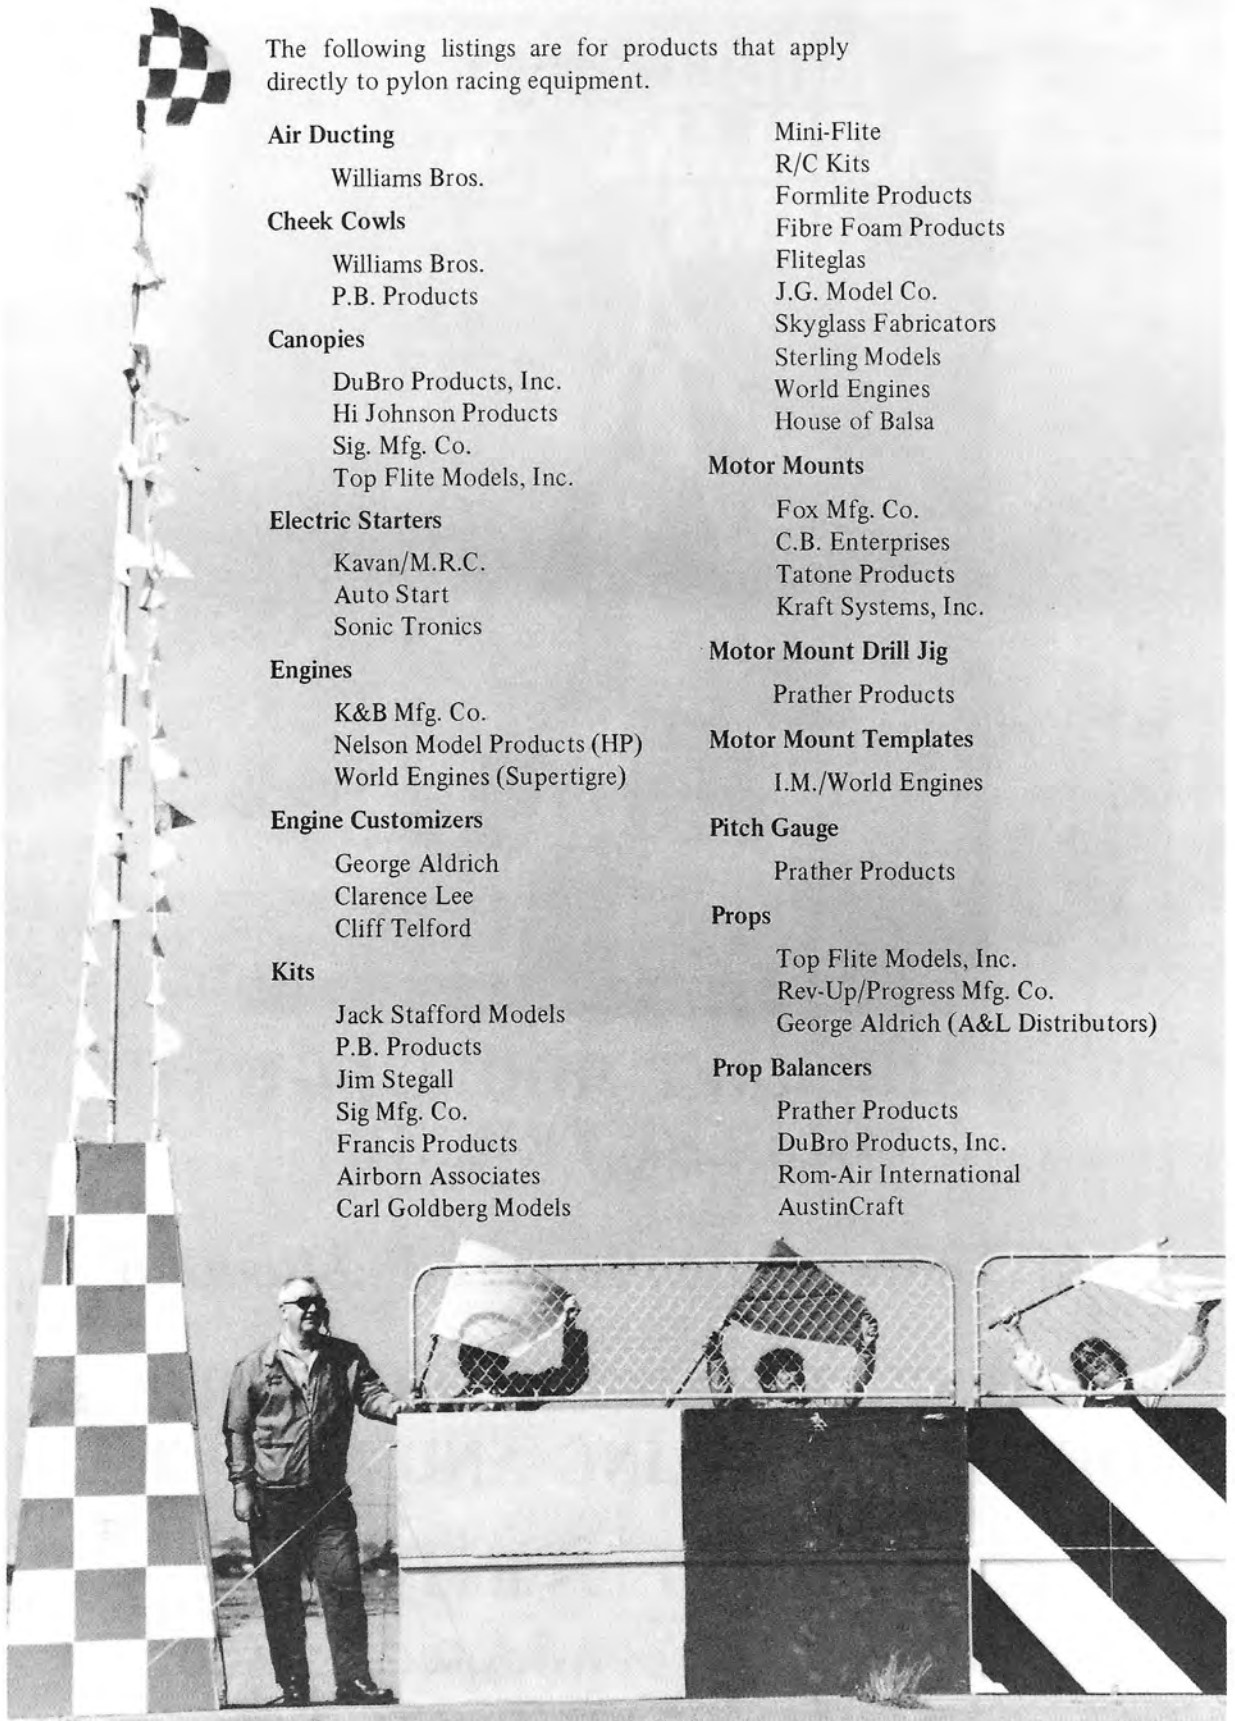 The following listings are for products that apply
directly to pylon racing equipment.
Air Ducting
Williams Bros.
Cheek Cowls
Williams Bros.
P.B. Products
Canopies
DuBro Products, Inc.
Hi Johnson Products
Sig. Mfg. Co.
Top Flite Models, Inc.
Electric Starters
Kavan/M.R.C.
Auto Start
Sonic Tronics
Engines
K&B Mfg. Co.
Nelson Model Products (HP)
World Engines (Supertigre)
Engine Customizers
George Aldrich
Clarence Lee
Cliff Telford
Kits
Jack Stafford Models
P.B. Products
Jim Stegall
Sig Mfg. Co.
Francis Products
Airborn Associates
Carl Goldberg Models
Mini-Flite
R/C Kits
Formlite Products
Fibre Foam Products
Fliteglas
J.G. Model Co.
Skyglass Fabricators
Sterling Models
World Engines
House of Balsa
Motor Mounts
Fox Mfg. Co.
C.B. Enterprises
Tatone Products
Kraft Systems, Inc.
Motor Mount Drill Jig
Prather Products
Motor Mount Templates
I.M./World Engines
Pitch Gauge
Prather Products
Props
Top Flite Models, Inc.
Rev-Up/Progress Mfg. Co.
George Aldrich (A&L Distributors)
Prop Balancers
Prather Products
DuBro Products, Inc.
Rom-Air International
AustinCraft